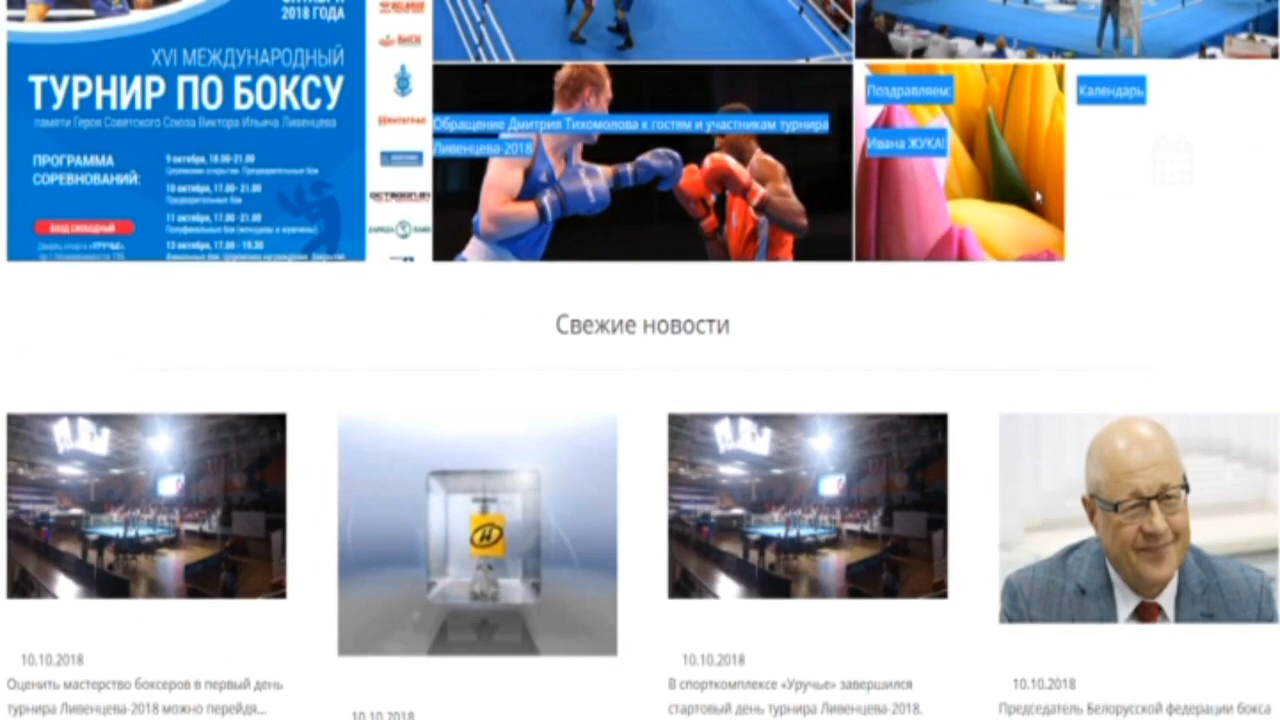 2018 ГОДА
XVI МЕЖДУНАРОДНЫЙ
ТУРНИР ПО БОКСУ
памяти Героя Советского Союза Виктора Ильича Ливенцева
ПРОГРАММА
СОРЕВНОВАНИЙ:
9 октября, 18.00-21.00
10 октября, 17.00- 21.00
Предварительные бои
11 октября, 17.00 -21.00
13 октября, 17.00 - 19.30
ВХОД СВОБОДНЫЙ
Обращение Дмитрия Тихомолова к гостям и участникам турнира
Ливенцева-2018
Поздравляем:
Ивана ЖУКА!
Календарь
Свежие новости
10.10.2018
Оценить мастерство боксеров в первый день
турнира Ливенцева-2018 можно перейдя...
10.10.2018
10.10.2018
В спорткомплексе «Уручье» завершился
стартовый день турнира Ливенцева-2018.
10.10.2018
Председатель Белорусской федерации бокса